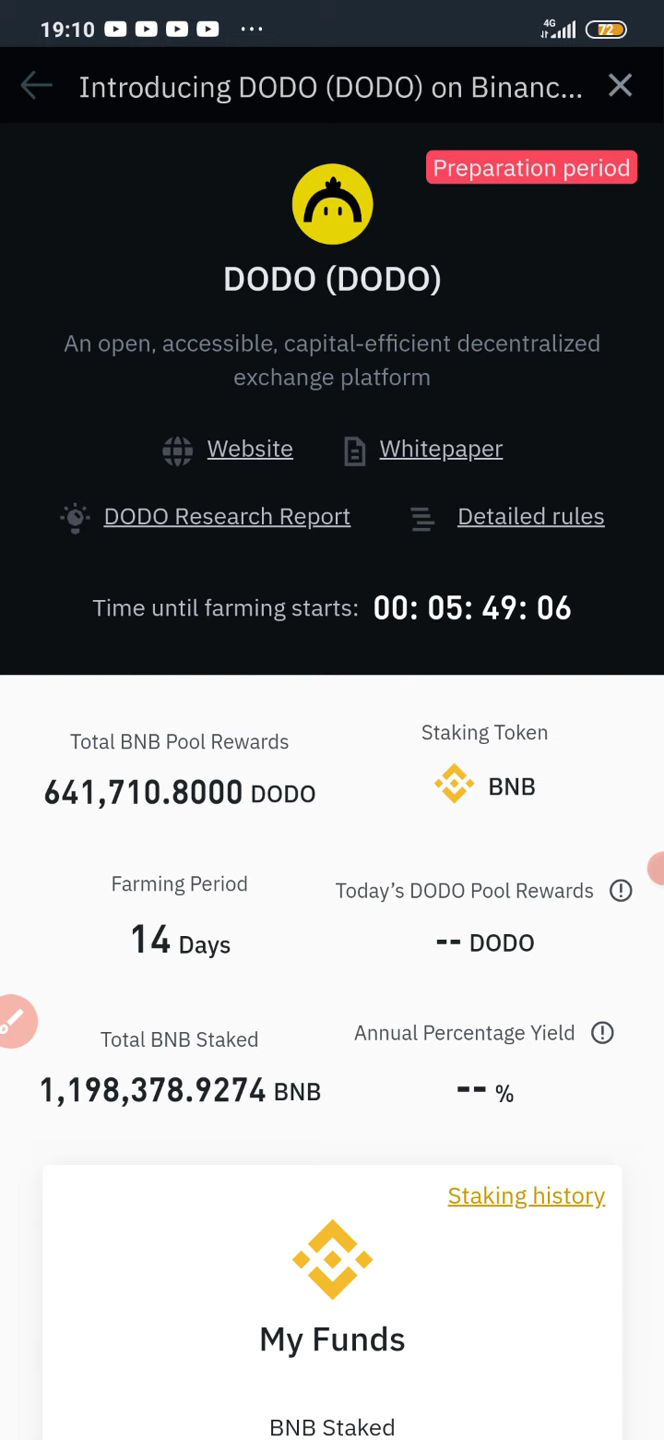 19:10
4G
72
Introducing DODO (DODO) on Binanc...
Preparation period
DODO (DODO)
An open, accessible, capital-efficient decentralized
exchange platform
Website
Whitepaper
DODO Research Report
Detailed rules
Time until farming starts: 00: 05: 49: 06
Total BNB Pool Rewards
641,710.8000 DODO
Staking Token
BNB
Farming Period
14 Days
Today's DODO Pool Rewards
-- DODO
Total BNB Staked
1,198,378.9274 BNB
Annual Percentage Yield
-- %
Staking history
My Funds
BNB Staked